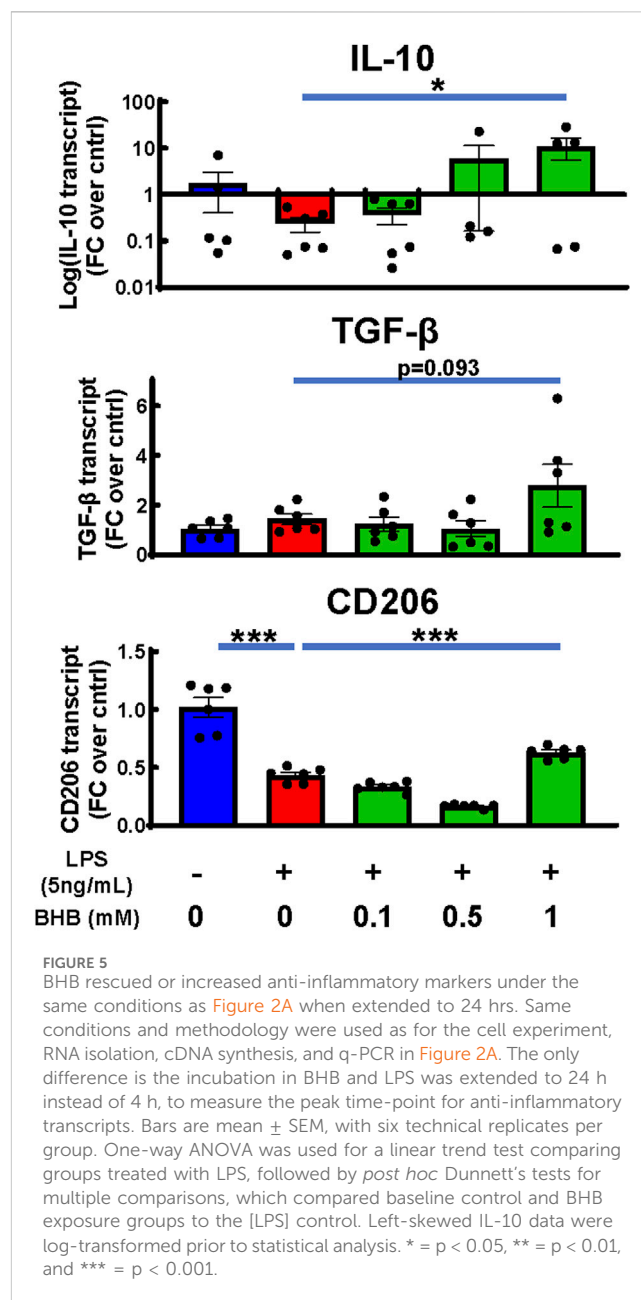 IL-10
*
Log(IL-10 transcript)
(FC over cntrl)
100
10
1
0.1
0.01
TGF-β
p=0.093
TGF-β transcript
(FC over cntrl)
6
4
2
0
CD206
***
***
CD206 transcript
(FC over cntrl)
1.5
1.0
0.5
0.0
LPS
(5ng/mL)
- + + + +
BHB (mM) 0 0 0.1 0.5 1
FIGURE 5
BHB rescued or increased anti-inflammatory markers under the
same conditions as Figure 2A when extended to 24 hrs. Same
conditions and methodology were used as for the cell experiment,
RNA isolation, cDNA synthesis, and q-PCR in Figure 2A. The only
difference is the incubation in BHB and LPS was extended to 24 h
instead of 4 h, to measure the peak time-point for anti-inflammatory
transcripts. Bars are mean ± SEM, with six technical replicates per
group. One-way ANOVA was used for a linear trend test comparing
groups treated with LPS, followed by post hoc Dunnett's tests for
multiple comparisons, which compared baseline control and BHB
exposure groups to the [LPS] control. Left-skewed IL-10 data were
log-transformed prior to statistical analysis. * = p < 0.05, ** = p < 0.01,
and *** = p < 0.001.